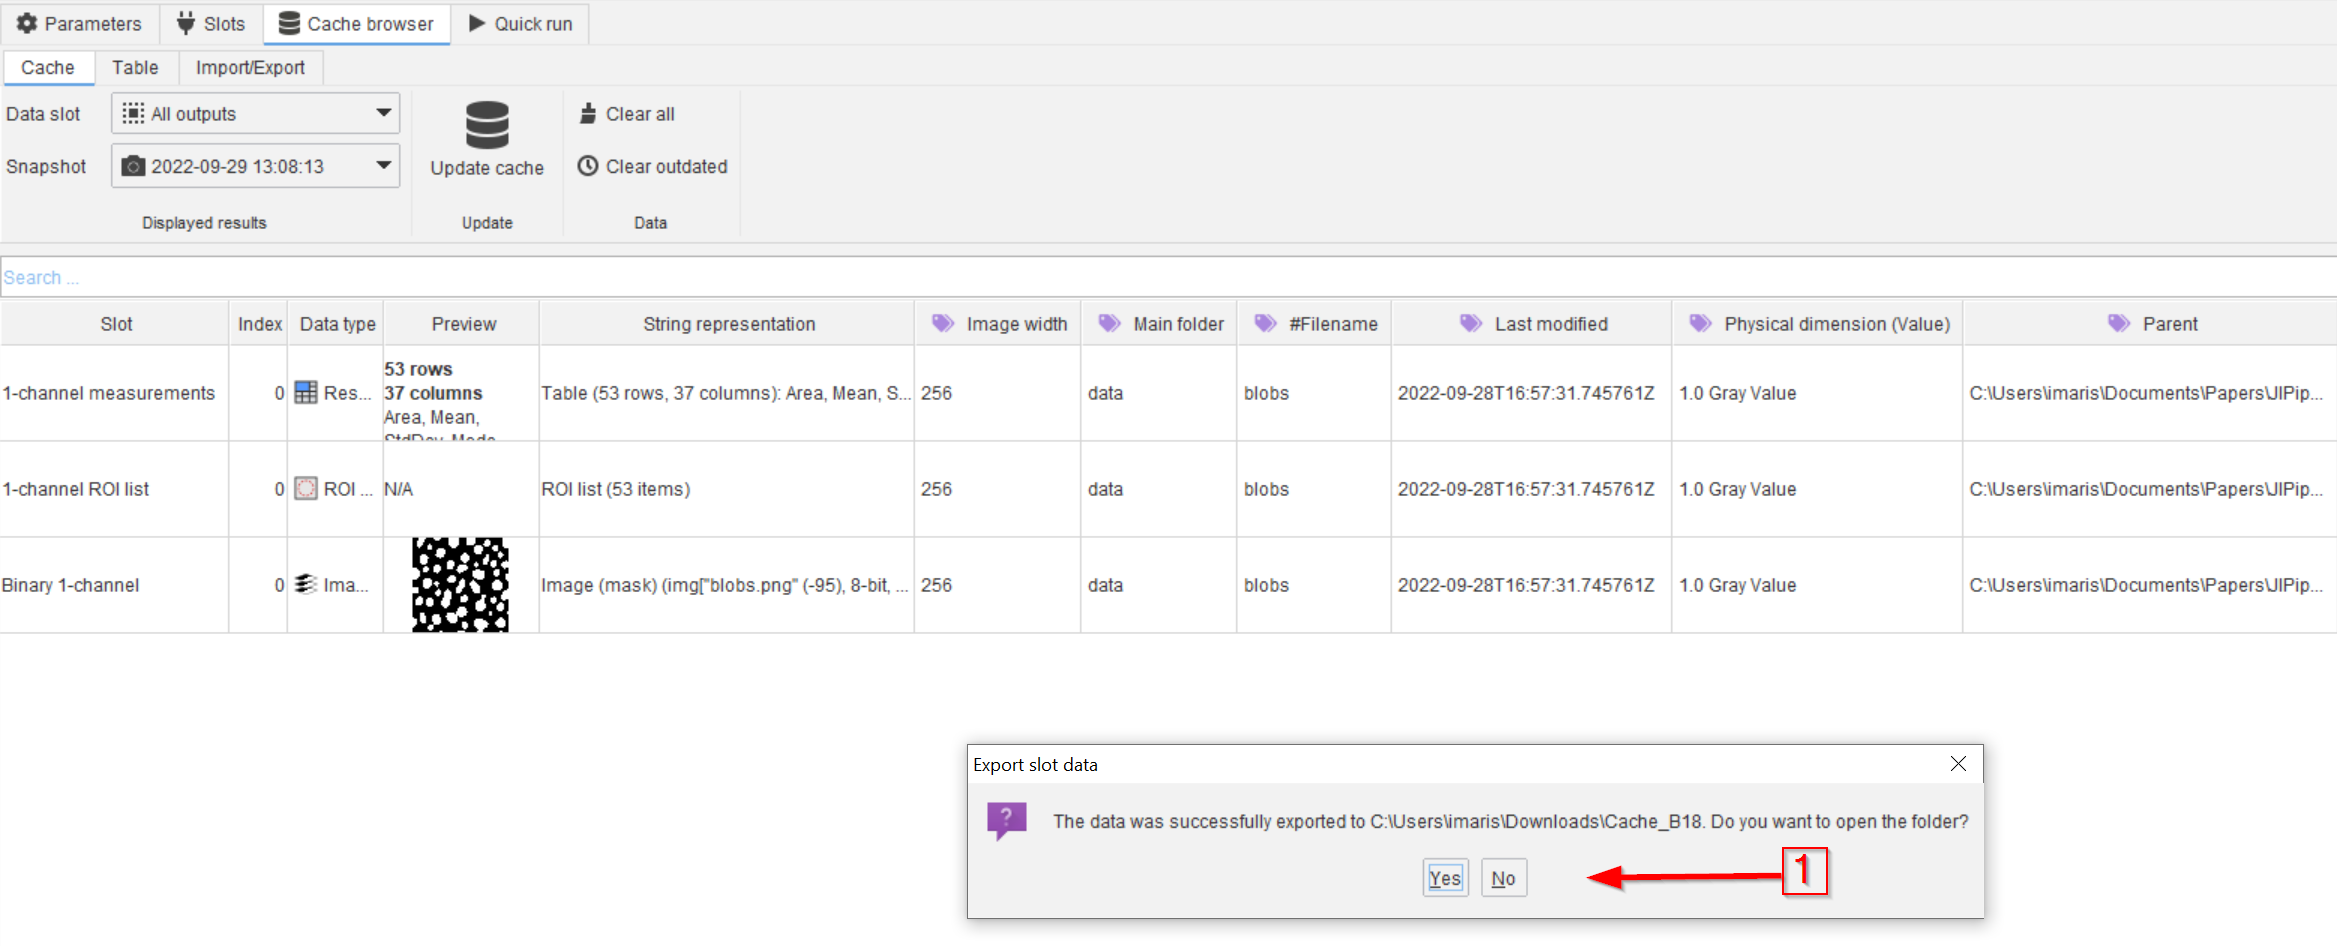 Parameters Slots Cache browser Quick run
Cache Table Import/Export
Data slot All outputs Clear all
Snapshot 2022-09-29 13:08:13 Update cache Clear outdated
Displayed results Update Data
Search ...
Slot Index Data type Preview String representation Image width Main folder #Filename Last modified Physical dimension (Value) Parent
53 rows
1-channel measurements 0 Res... 37 columns Table (53 rows, 37 columns): Area, Mean, S... 256 data blobs 2022-09-28T16:57:31.745761Z 1.0 Gray Value C:\Users\imaris\Documents\Papers\JIPip...
Area, Mean,
StdDev, Mode
1-channel ROI list 0 ROI ... N/A ROI list (53 items) 256 data blobs 2022-09-28T16:57:31.745761Z 1.0 Gray Value C:\Users\imaris\Documents\Papers\JIPip...
Binary 1-channel 0 Ima... Image (mask) (img["blobs.png" (-95), 8-bit, ... 256 data blobs 2022-09-28T16:57:31.745761Z 1.0 Gray Value C:\Users\imaris\Documents\Papers\JIPip...
Export slot data
The data was successfully exported to C:\Users\imaris\Downloads\Cache_B18. Do you want to open the folder?
Yes No 1